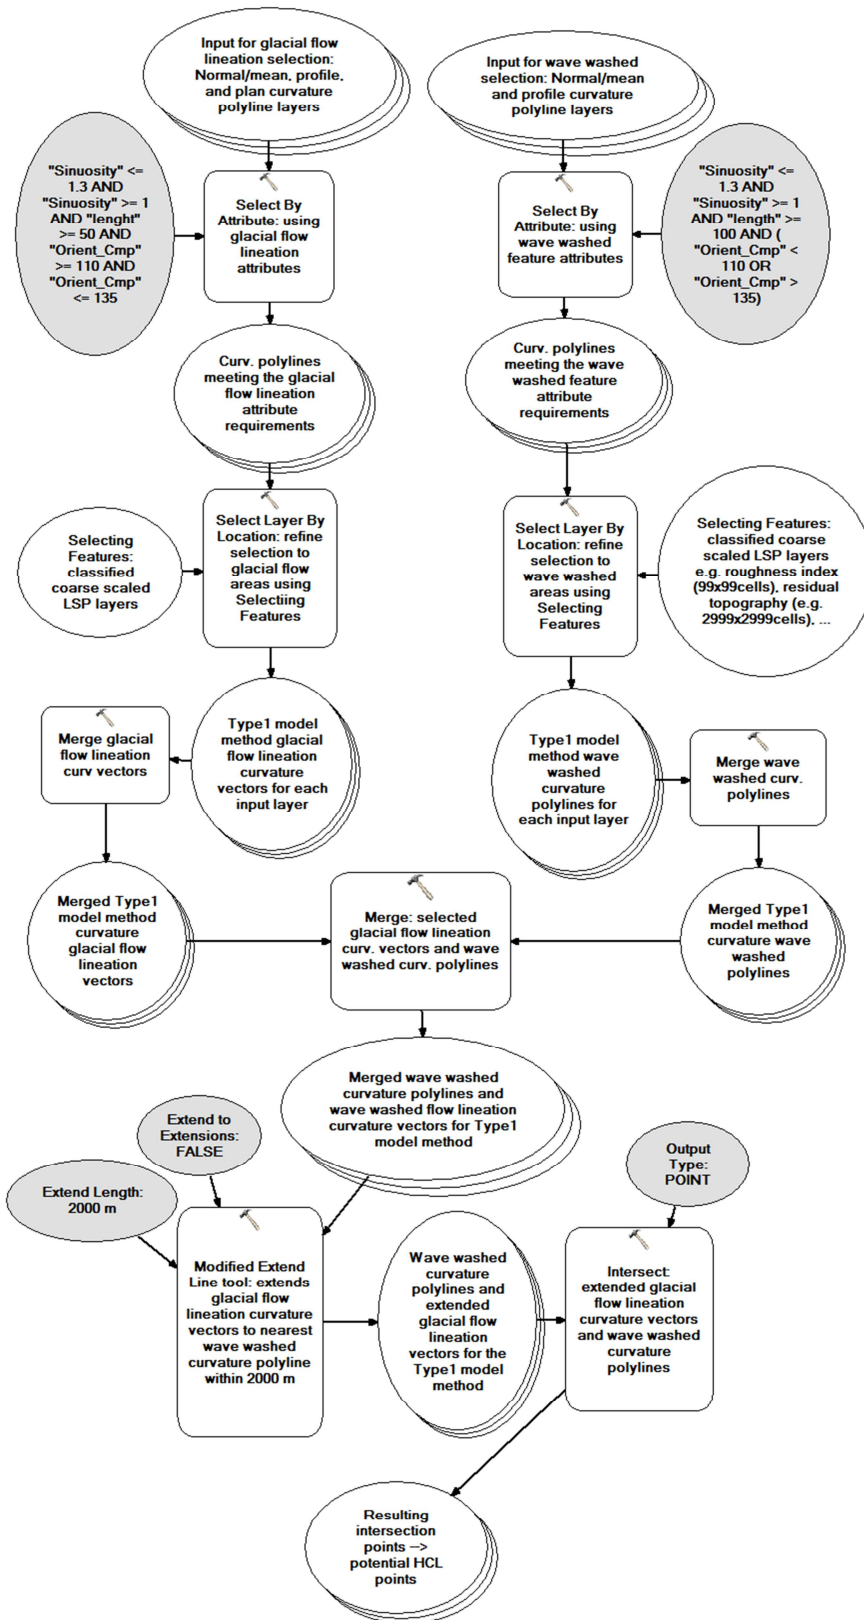 Input for glacial flow
lineation selection:
Normal/mean, profile,
and plan curvature
polyline layers
Input for wave washed
selection: Normal/mean
and profile curvature
polyline layers
"Sinuosity" <=
1.3 AND
"Sinuosity" >= 1
AND "lenght"
>= 50 AND
"Orient_Cmp"
>= 110 AND
"Orient_Cmp"
<= 135
Select By
Attribute: using
glacial flow
lineation
attributes
Select By
Attribute: using
wave washed
feature attributes
"Sinuosity" <=
1.3 AND
"Sinuosity" >= 1
AND "length" >=
100 AND (
"Orient_Cmp" <
110 OR
"Orient_Cmp" >
135)
Curv. polylines
meeting the glacial
flow lineation
attribute
requirements
Curv. polylines
meeting the wave
washed feature
attribute
requirements
Selecting
Features:
classified
coarse scaled
LSP layers
Select Layer By
Location: refine
selection to
glacial flow
areas using
Selectiing
Features
Select Layer By
Location: refine
selection to
wave washed
areas using
Selecting
Features
Selecting Features:
classified coarse
scaled LSP layers
e.g. roughness index
(99x99cells), residual
topography (e.g.
2999x2999cells), ...
Merge glacial
flow lineation
curv vectors
Type1 model
method glacial
flow lineation
curvature
vectors for each
input layer
Type1 model
method wave
washed
curvature
polylines for
each input layer
Merge wave
washed curv.
polylines
Merged Type1
model method
curvature
glacial flow
lineation
vectors
Merge: selected
glacial flow lineation
curv. vectors and wave
washed curv. polylines
Merged Type1
model method
curvature wave
washed
polylines
Merged wave washed
curvature polylines and
wave washed flow lineation
curvature vectors for Type1
model method
Extend to
Extensions:
FALSE
Extend Length:
2000 m
Output
Type:
POINT
Modified Extend
Line tool: extends
glacial flow
lineation curvature
vectors to nearest
wave washed
curvature polyline
within 2000 m
Wave washed
curvature
polylines and
extended
glacial flow
lineation
vectors for the
Type1 model
method
Intersect:
extended glacial
flow lineation
curvature vectors
and wave washed
curvature
polylines
Resulting
intersection
points -->
potential HCL
points